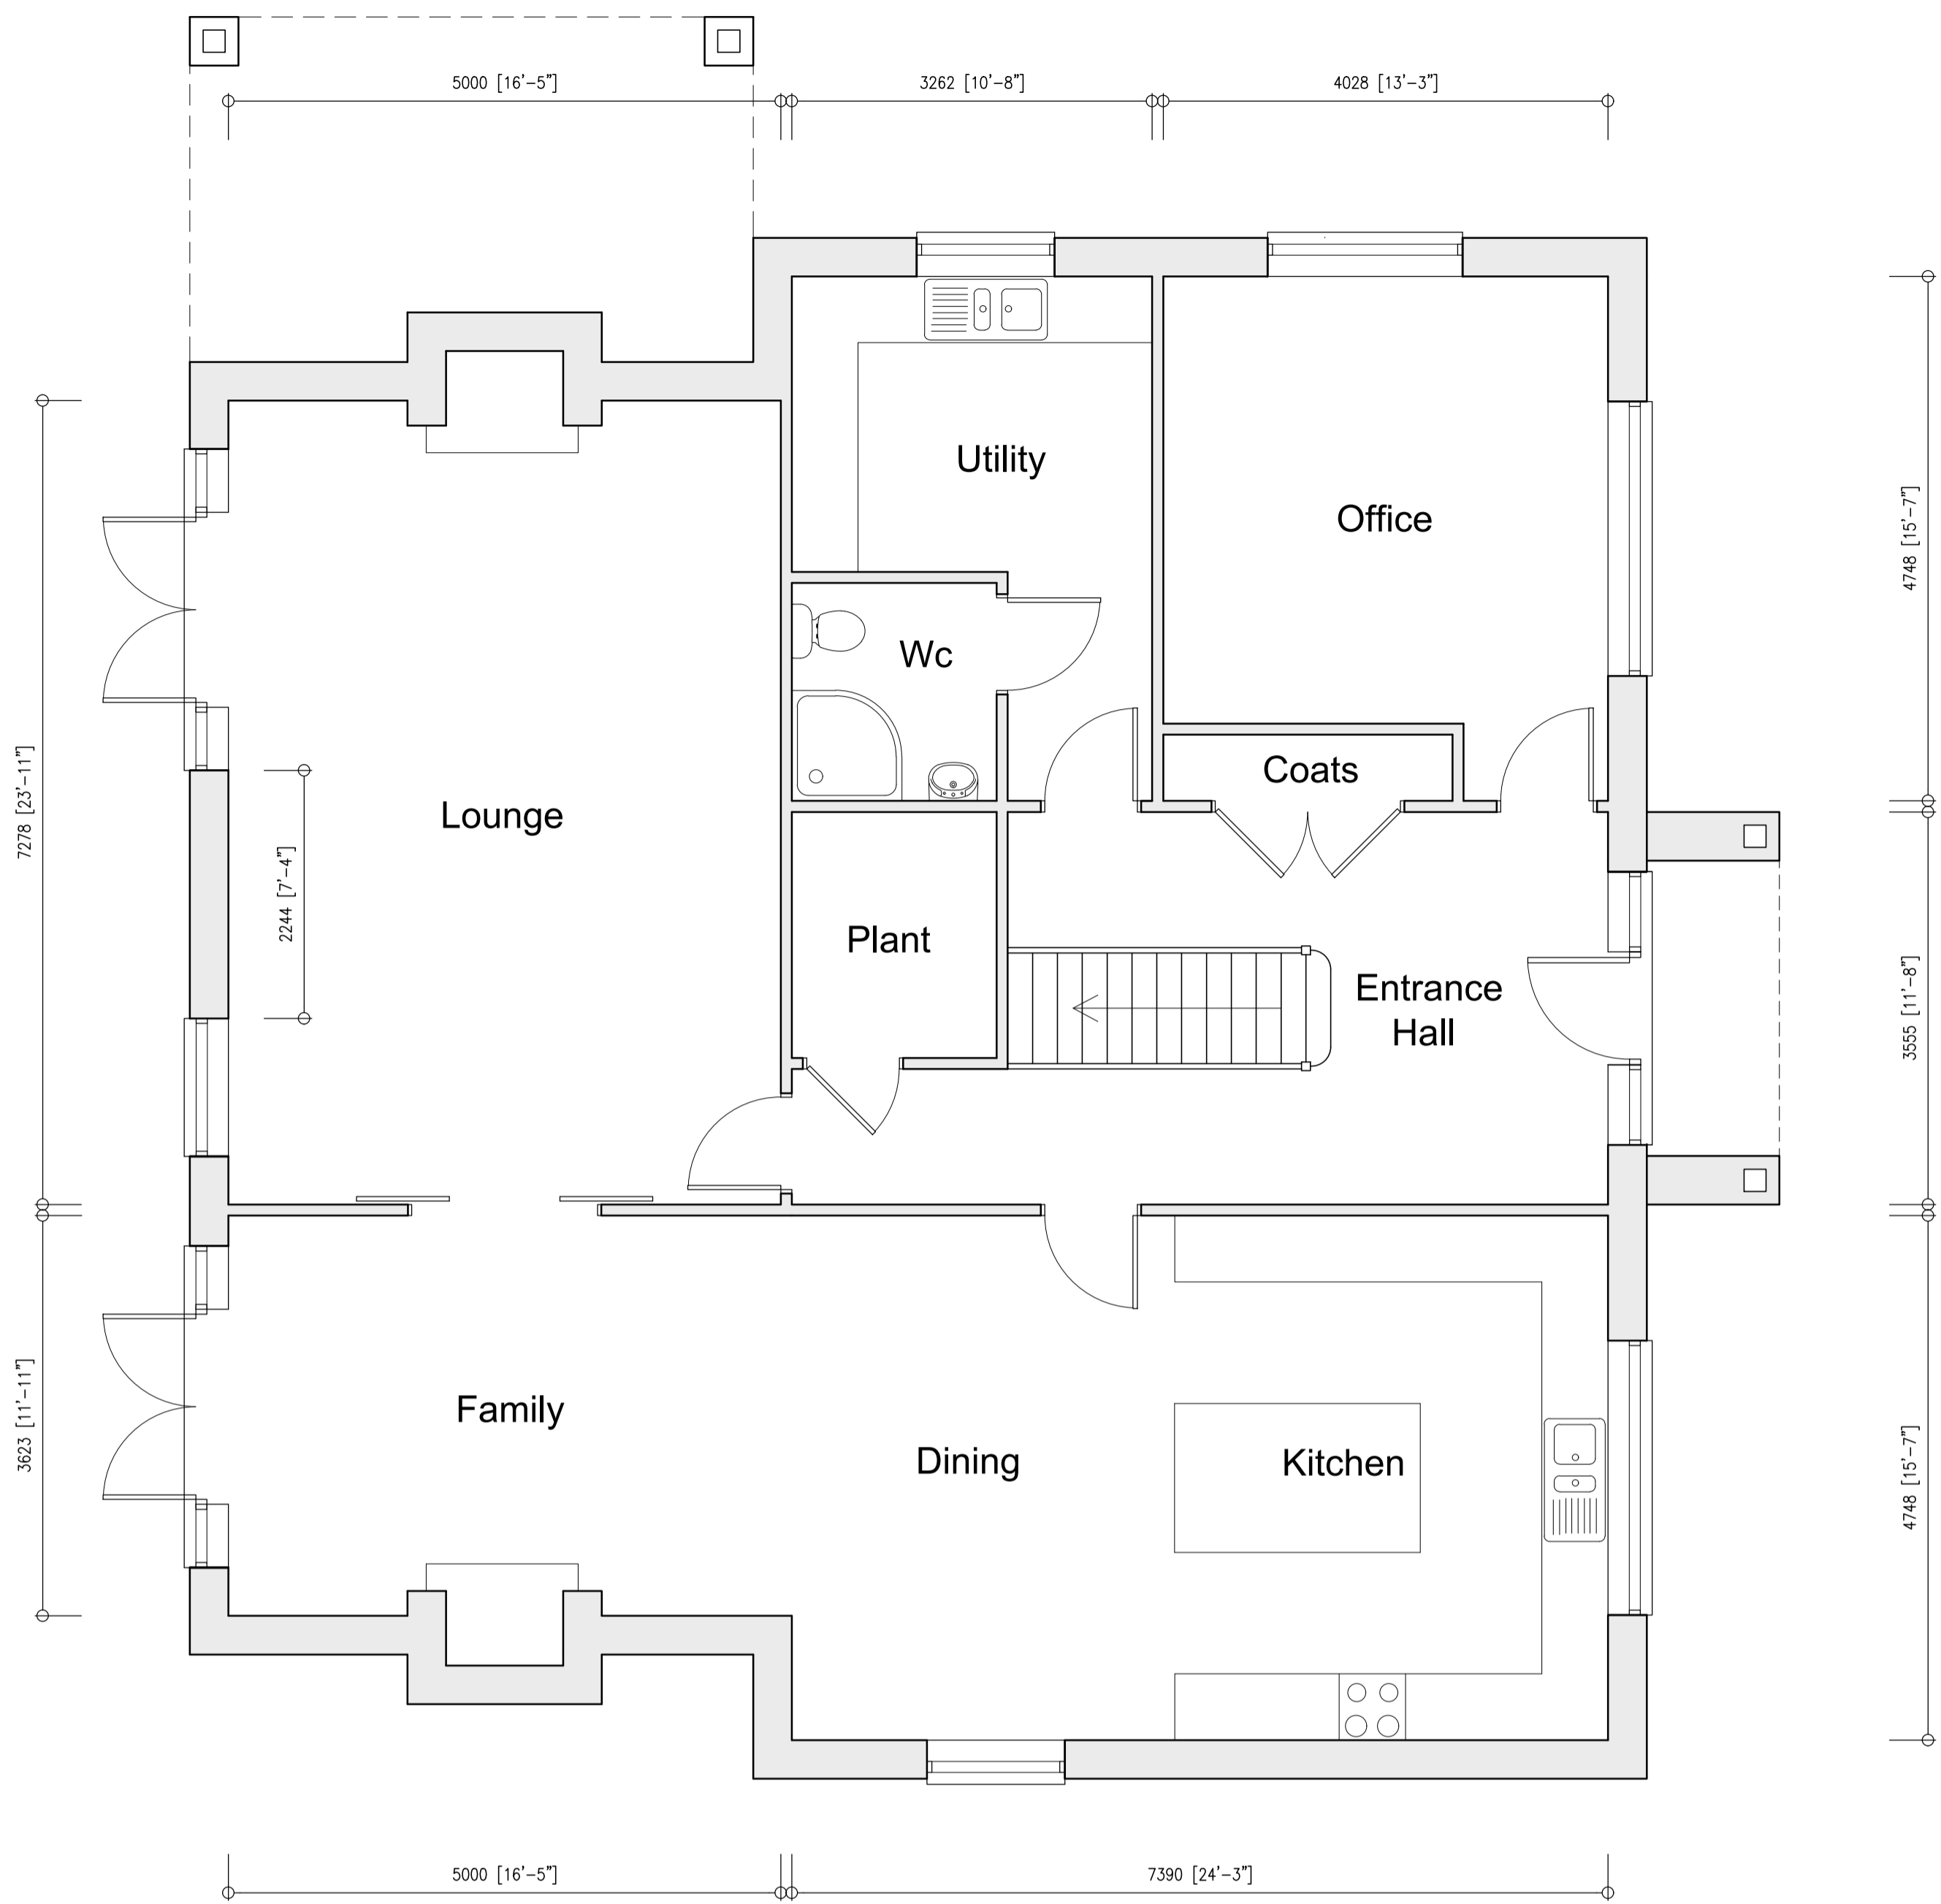 5000 [16'-5"]
3262 [10'-8"]
4028 [13'-3"]
Utility
Office
4748 [15'-7"]
Wc
Coats
7278 [23'-11"]
Lounge
2244 [7'-4"]
Plant
Entrance
Hall
3555 [11'-8"]
Family
3623 [11'-11"]
Dining
Kitchen
4748 [15'-7"]
5000 [16'-5"]
7390 [24'-3"]